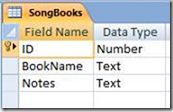 SongBooks
Field Name Data Type
ID Number
BookName Text
Notes Text